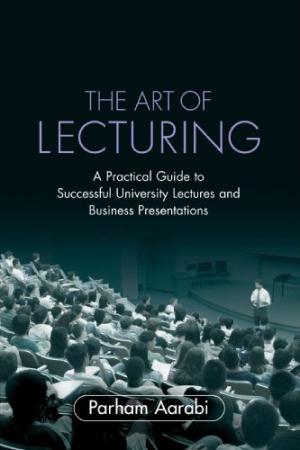 THE ART OF
LECTURING
A Practical Guide to
Successful University Lectures and
Business Presentations
Parham Aarabi